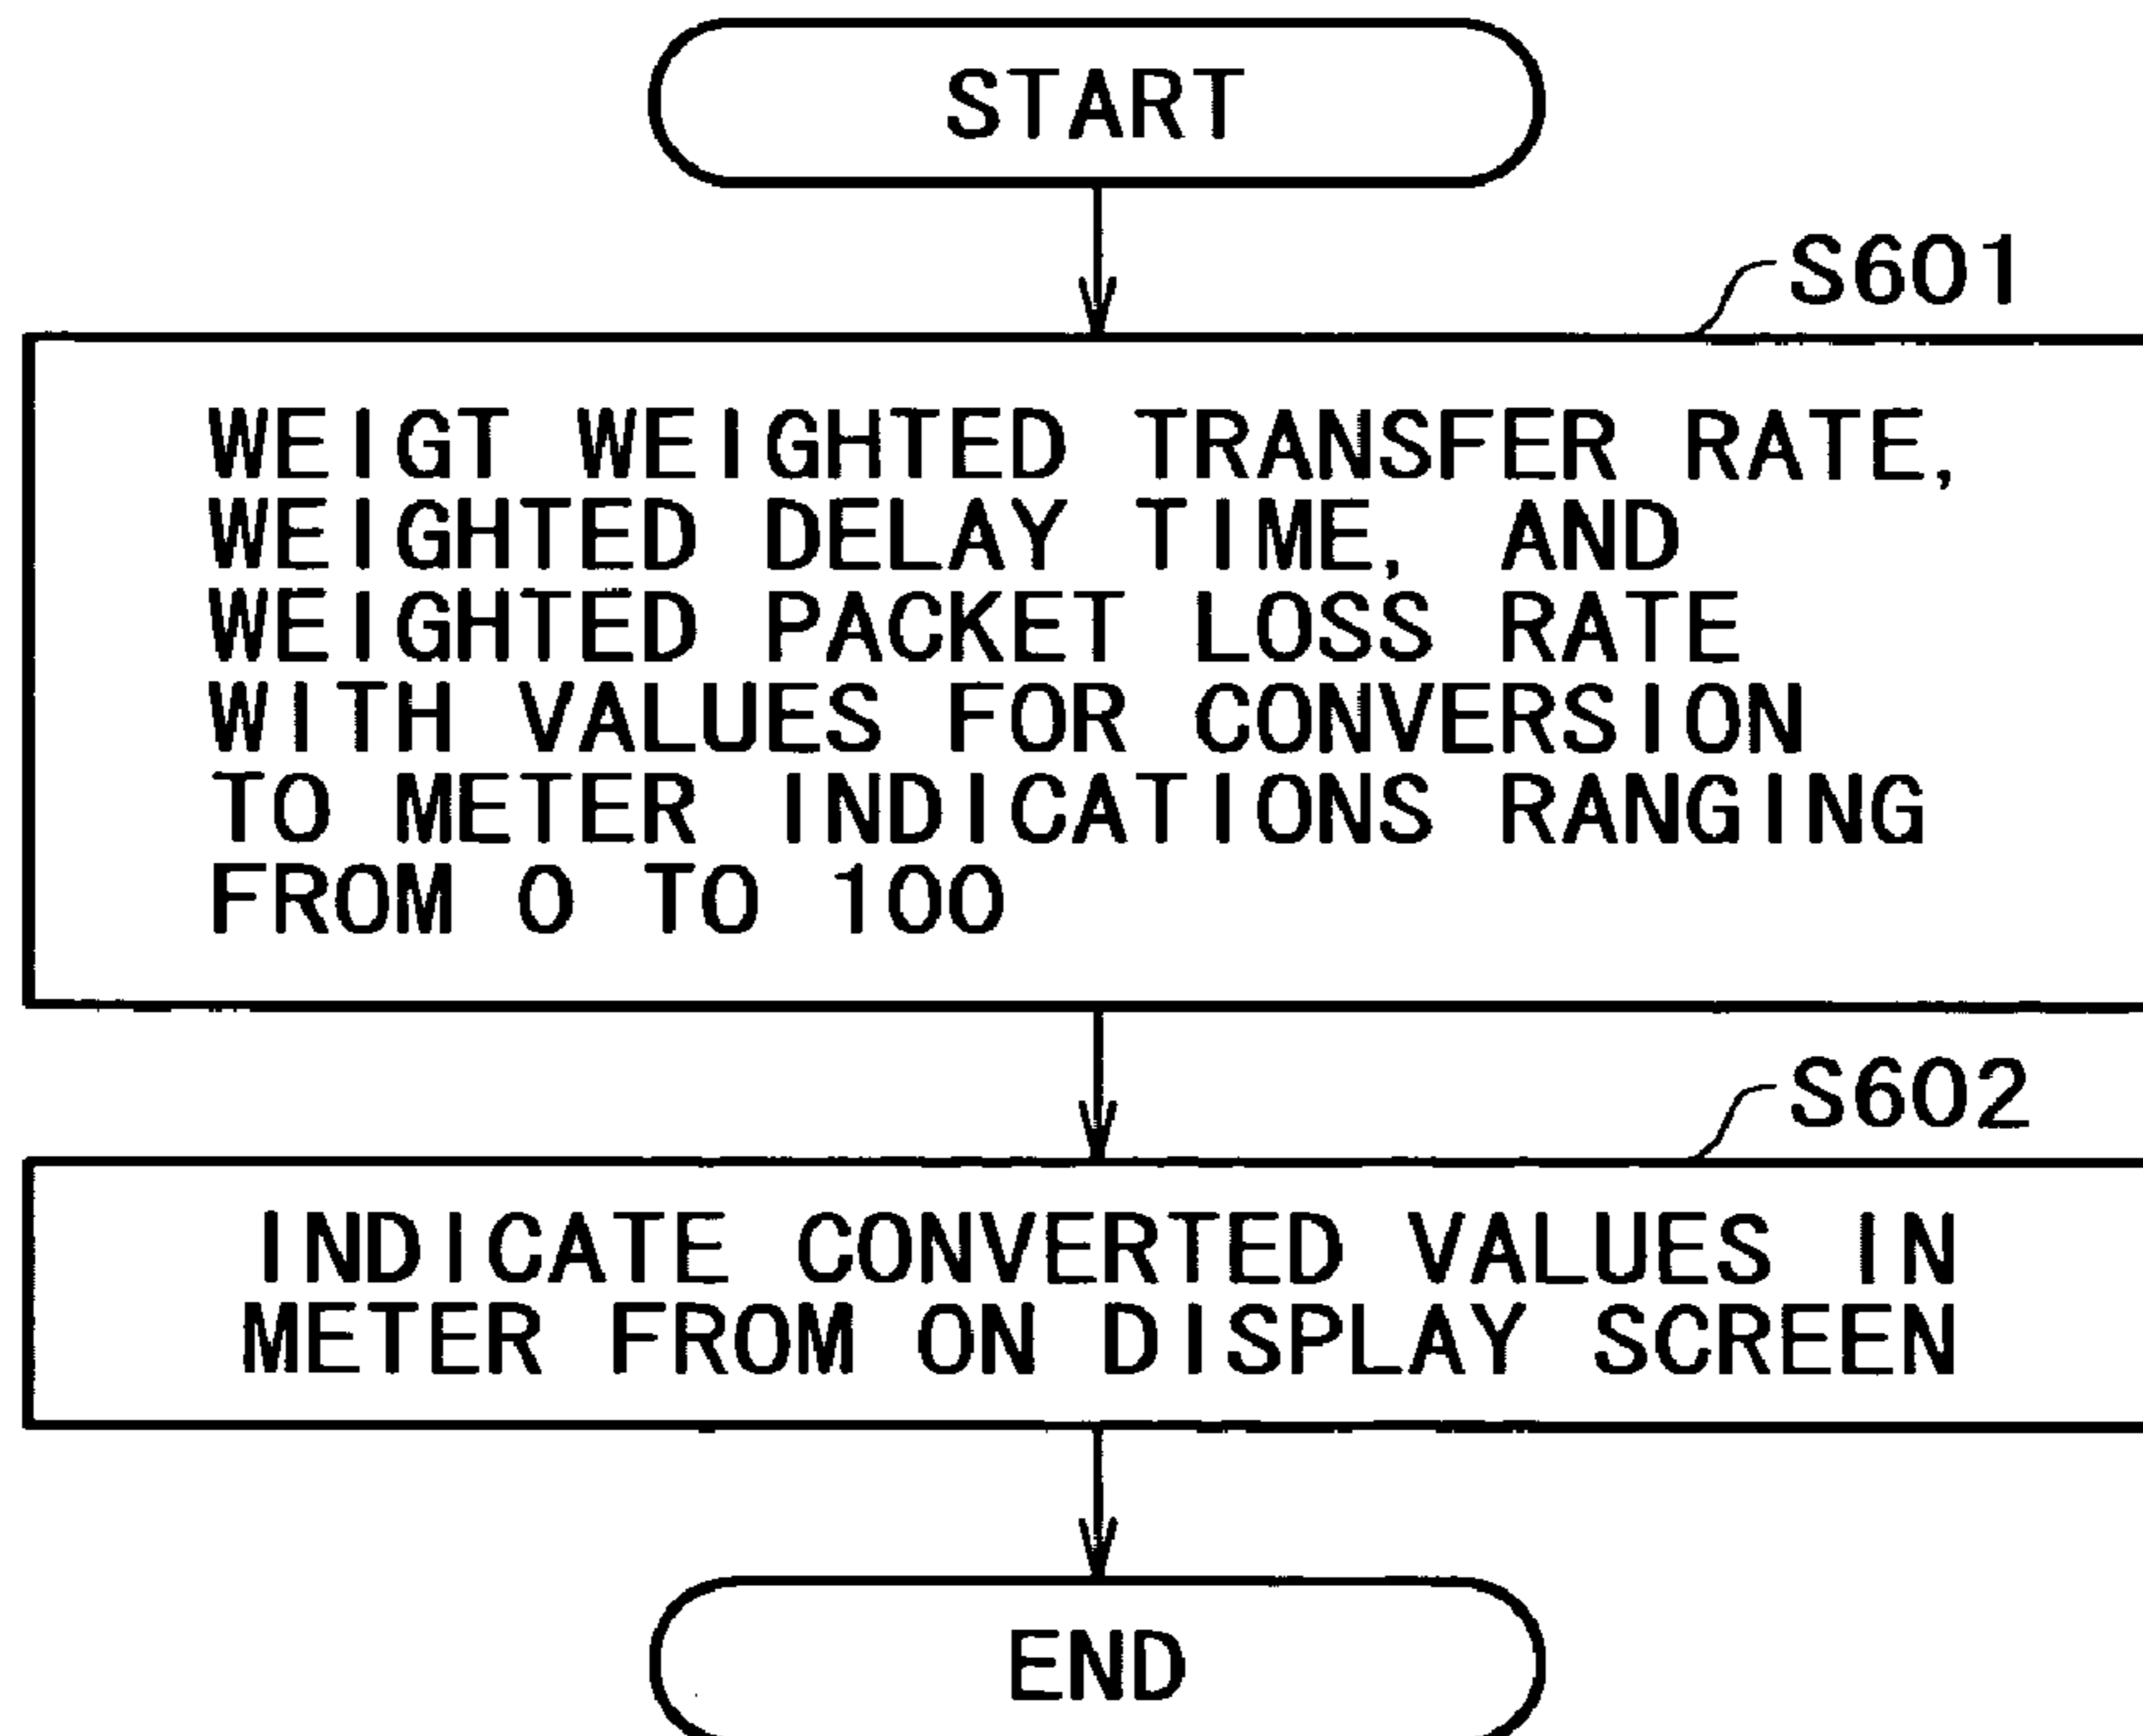 START
S601
WEIGT WEIGHTED TRANSFER RATE,
WEIGHTED DELAY TIME, AND
WEIGHTED PACKET LOSS RATE
WITH VALUES FOR CONVERSION
TO METER INDICATIONS RANGING
FROM 0 TO 100
S602
INDICATE CONVERTED VALUES IN
METER FROM ON DISPLAY SCREEN
END